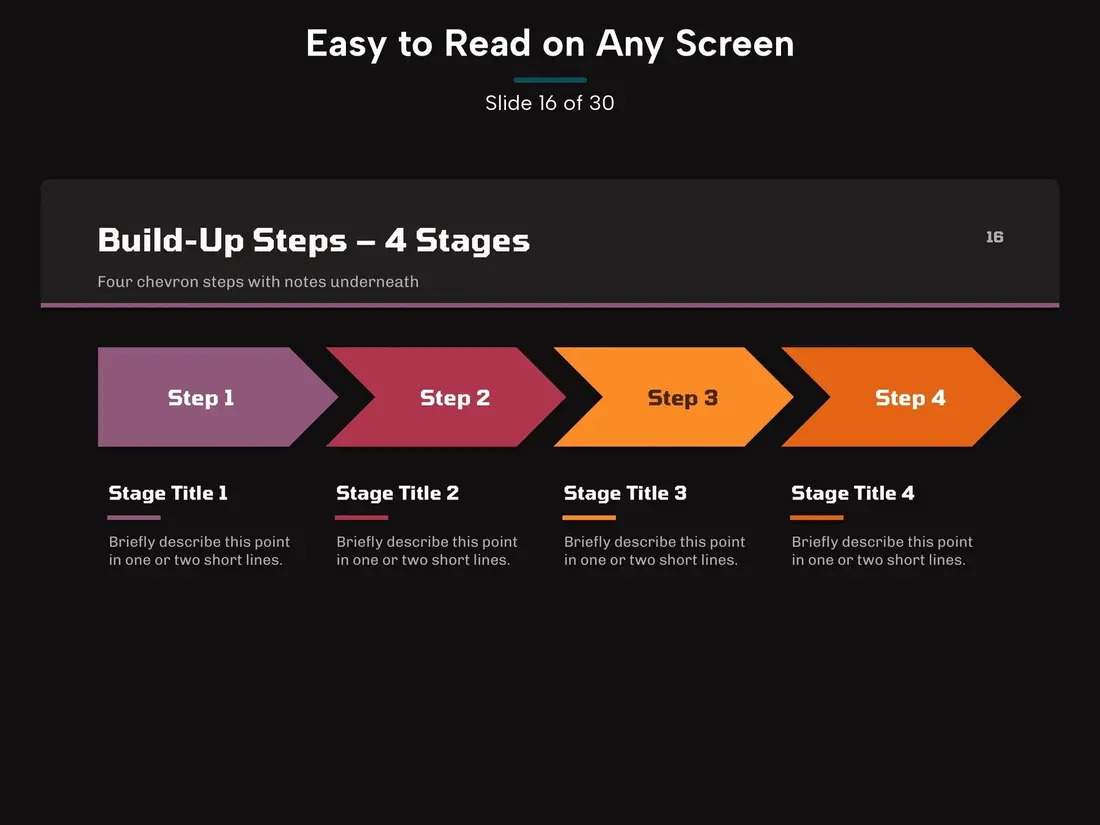 Easy to Read on Any Screen
Slide 16 of 30
Build-Up Steps – 4 Stages
16
Four chevron steps with notes underneath
Step 1
Step 2
Step 3
Step 4
Stage Title 1
Briefly describe this point
in one or two short lines.
Stage Title 2
Briefly describe this point
in one or two short lines.
Stage Title 3
Briefly describe this point
in one or two short lines.
Stage Title 4
Briefly describe this point
in one or two short lines.